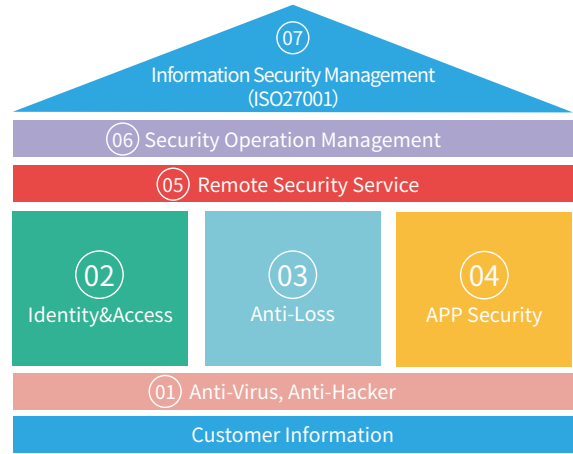 07
Information Security Management
(ISO27001)
06 Security Operation Management
05 Remote Security Service
02
Identity&Access
03
Anti-Loss
04
APP Security
01 Anti-Virus, Anti-Hacker
Customer Information